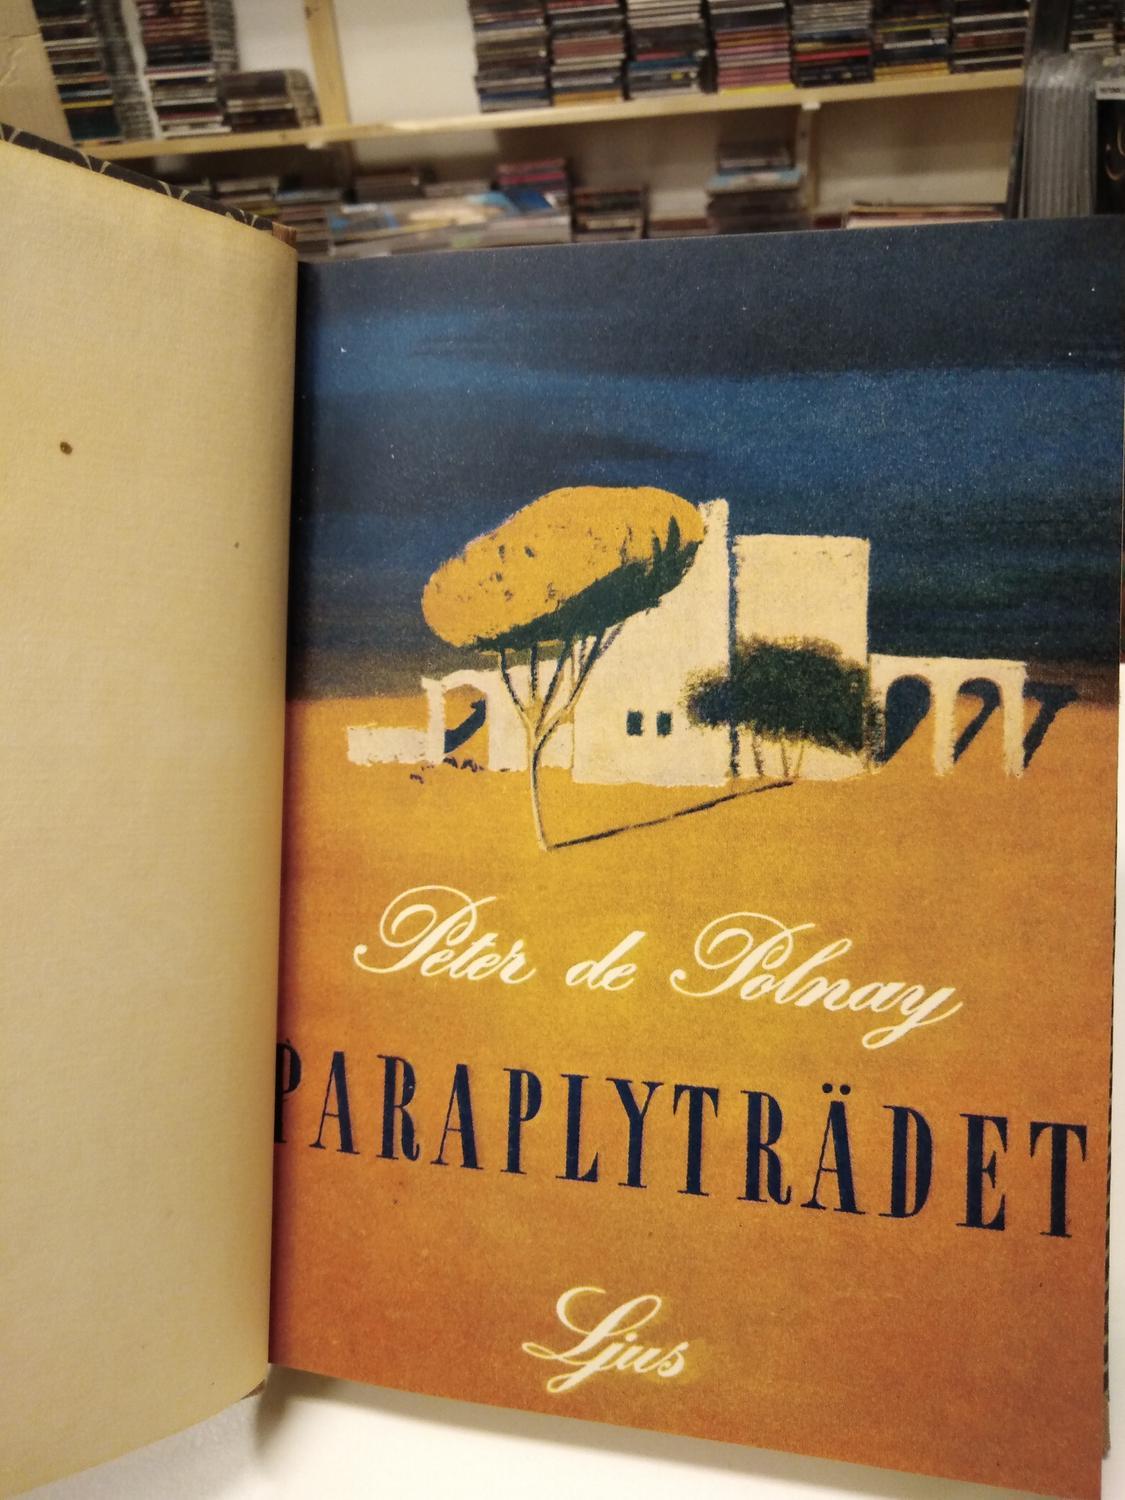 Peter de Polnay
PARAPLYTRÄDET
Ljus